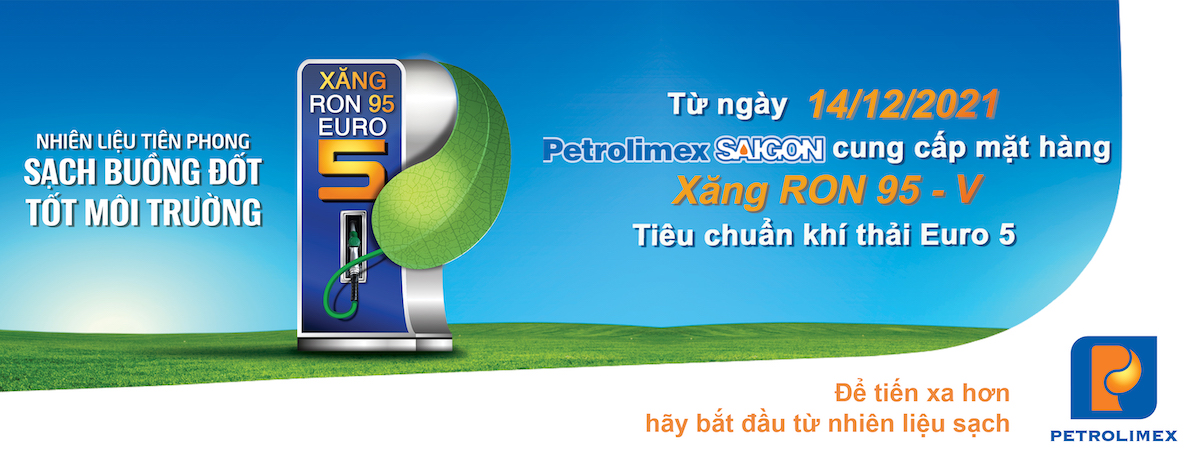 NHIÊN LIỆU TIÊN PHONG
SẠCH BUỒNG ĐỐT
TỐT MÔI TRƯỜNG
XĂNG
RON 95
EURO
5
Từ ngày 14/12/2021
Petrolimex SAIGON cung cấp mặt hàng
Xăng RON 95 - V
Tiêu chuẩn khí thải Euro 5
Để tiến xa hơn
hãy bắt đầu từ nhiên liệu sạch
PETROLIMEX